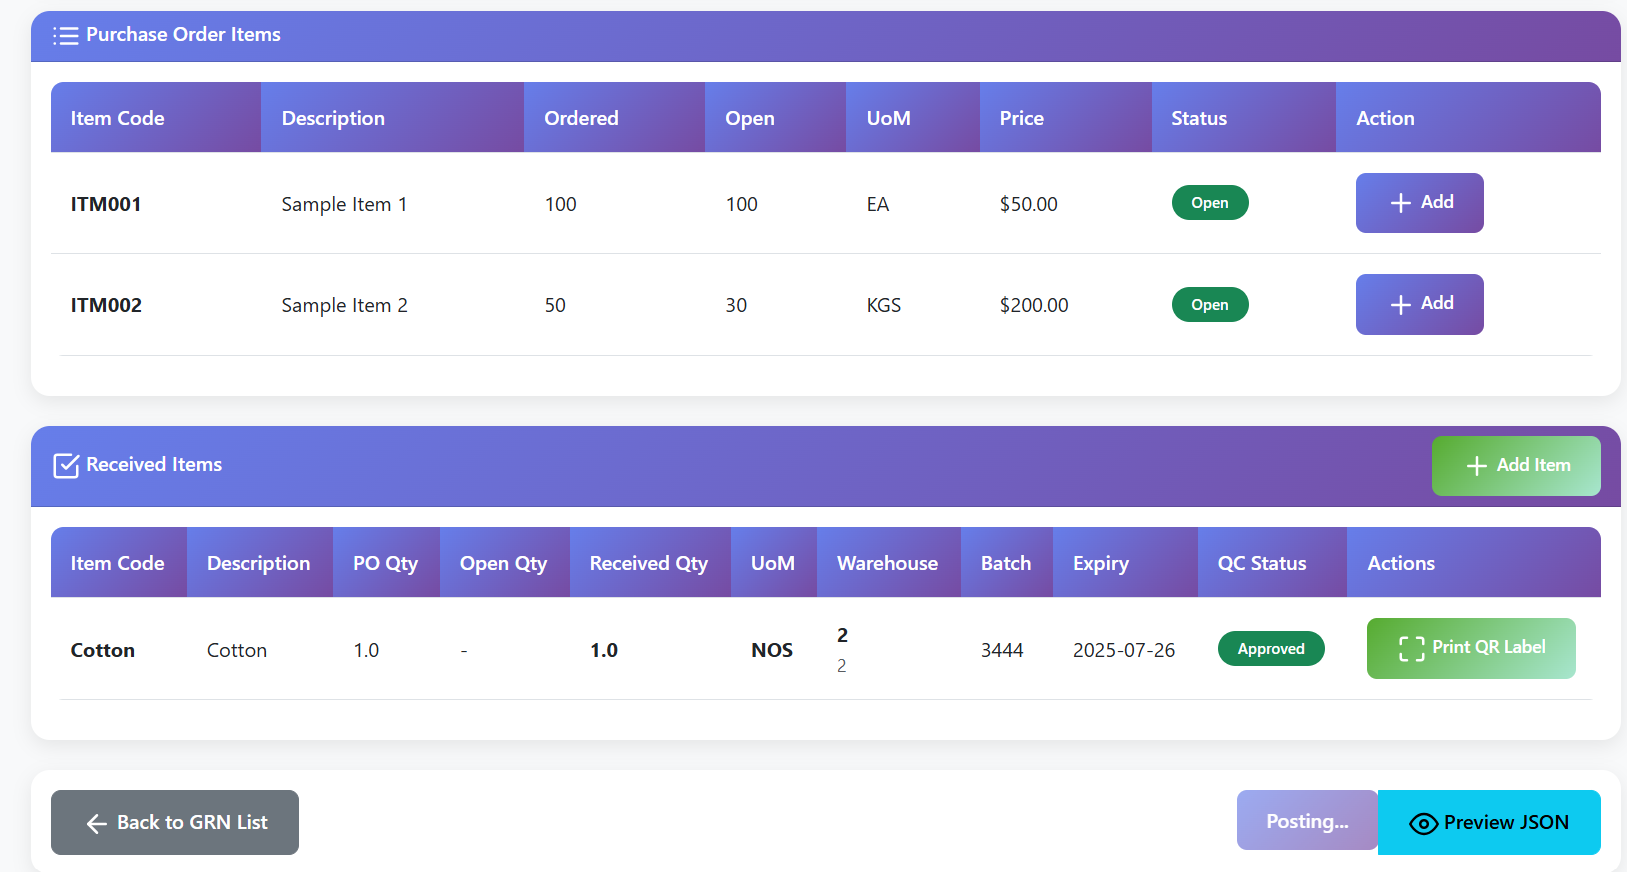 Purchase Order Items
Item Code Description Ordered Open UoM Price Status Action
ITM001 Sample Item 1 100 100 EA $50.00 Open + Add
ITM002 Sample Item 2 50 30 KGS $200.00 Open + Add
Received Items + Add Item
Item Code Description PO Qty Open Qty Received Qty UoM Warehouse Batch Expiry QC Status Actions
Cotton Cotton 1.0 - 1.0 NOS 2 3444 2025-07-26 Approved Print QR Label
2
Back to GRN List Posting... Preview JSON